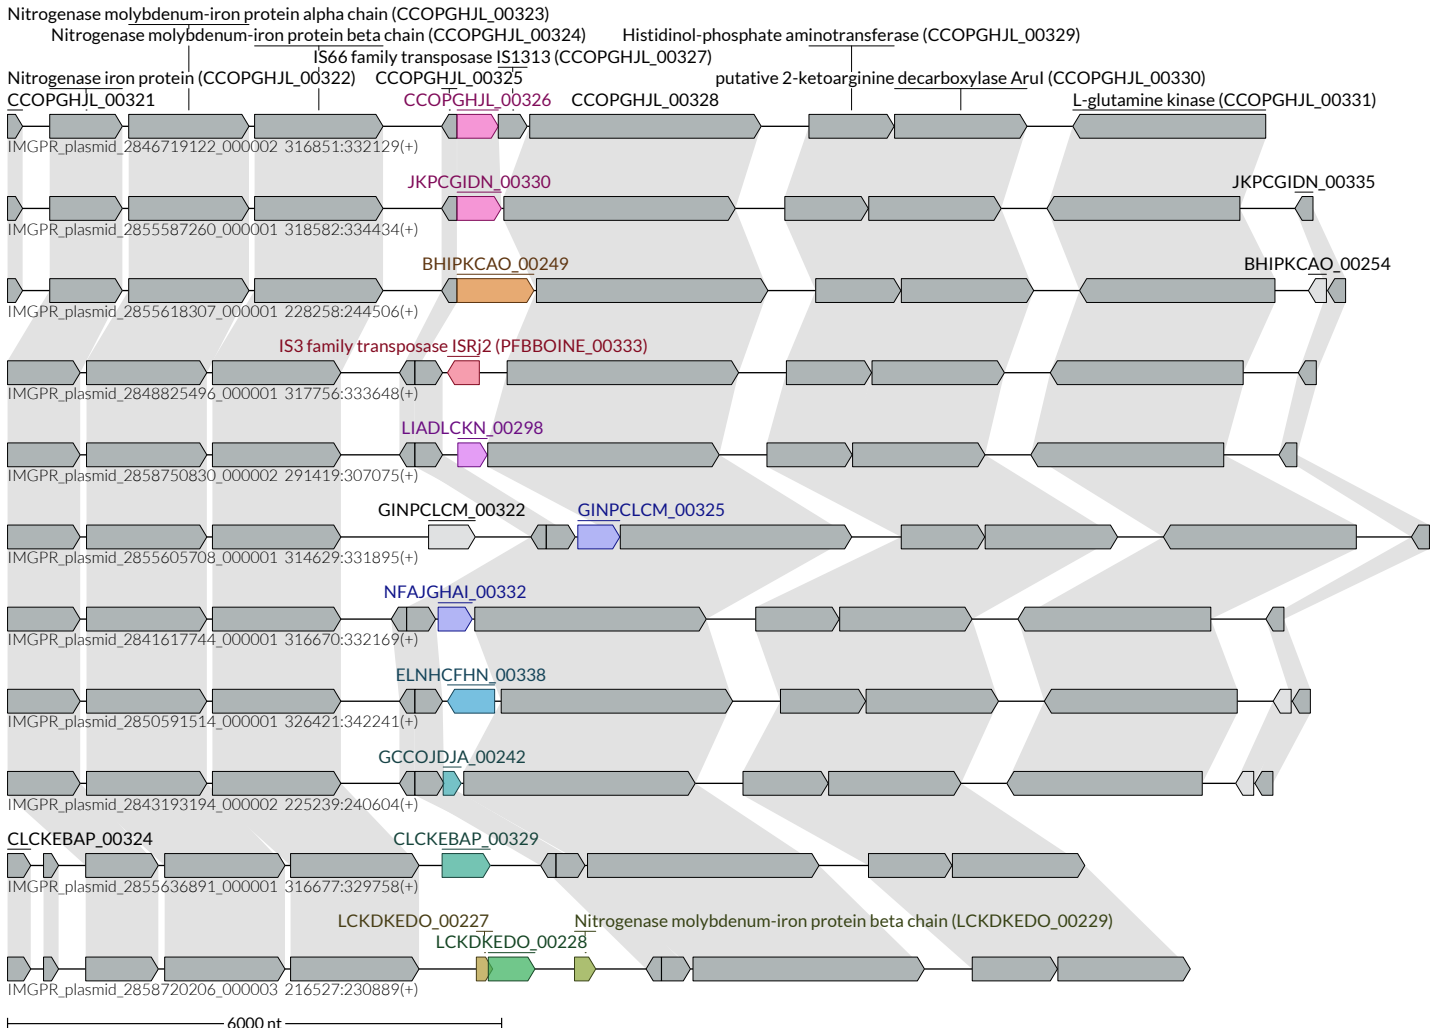 Nitrogenase molybdenum-iron protein alpha chain (CCOPGHJL_00323)
Nitrogenase molybdenum-iron protein beta chain (CCOPGHJL_00324) Histidinol-phosphate aminotransferase (CCOPGHJL_00329)
IS66 family transposase IS1313 (CCOPGHJL_00327)
Nitrogenase iron protein (CCOPGHJL_00322) CCOPGHJL_00325 putative 2-ketoarginine decarboxylase AruI (CCOPGHJL_00330)
CCOPGHJL_00321 CCOPGHJL_00326 CCOPGHJL_00328 L-glutamine kinase (CCOPGHJL_00331)
IMGPR_plasmid_2846719122_000002 316851:332129(+)
JKPCGIDN_00330 JKPCGIDN_00335
IMGPR_plasmid_2855587260_000001 318582:334434(+)
BHIPKCAO_00249 BHIPKCAO_00254
IMGPR_plasmid_2855618307_000001 228258:244506(+)
IS3 family transposase ISRj2 (PFBBOINE_00333)
IMGPR_plasmid_2848825496_000001 317756:333648(+)
LIADLCKN_00298
IMGPR_plasmid_2858750830_000002 291419:307075(+)
GINPCLCM_00322 GINPCLCM_00325
IMGPR_plasmid_2855605708_000001 314629:331895(+)
NFAJGHAI_00332
IMGPR_plasmid_2841617744_000001 316670:332169(+)
ELNHCFHN_00338
IMGPR_plasmid_2850591514_000001 326421:342241(+)
GCCOJDJA_00242
IMGPR_plasmid_2843193194_000002 225239:240604(+)
CLCKEBAP_00324 CLCKEBAP_00329
IMGPR_plasmid_2855636891_000001 316677:329758(+)
LCKDKEDO_00227 Nitrogenase molybdenum-iron protein beta chain (LCKDKEDO_00229)
LCKDKEDO_00228
IMGPR_plasmid_2858720206_000003 216527:230889(+)
6000 nt